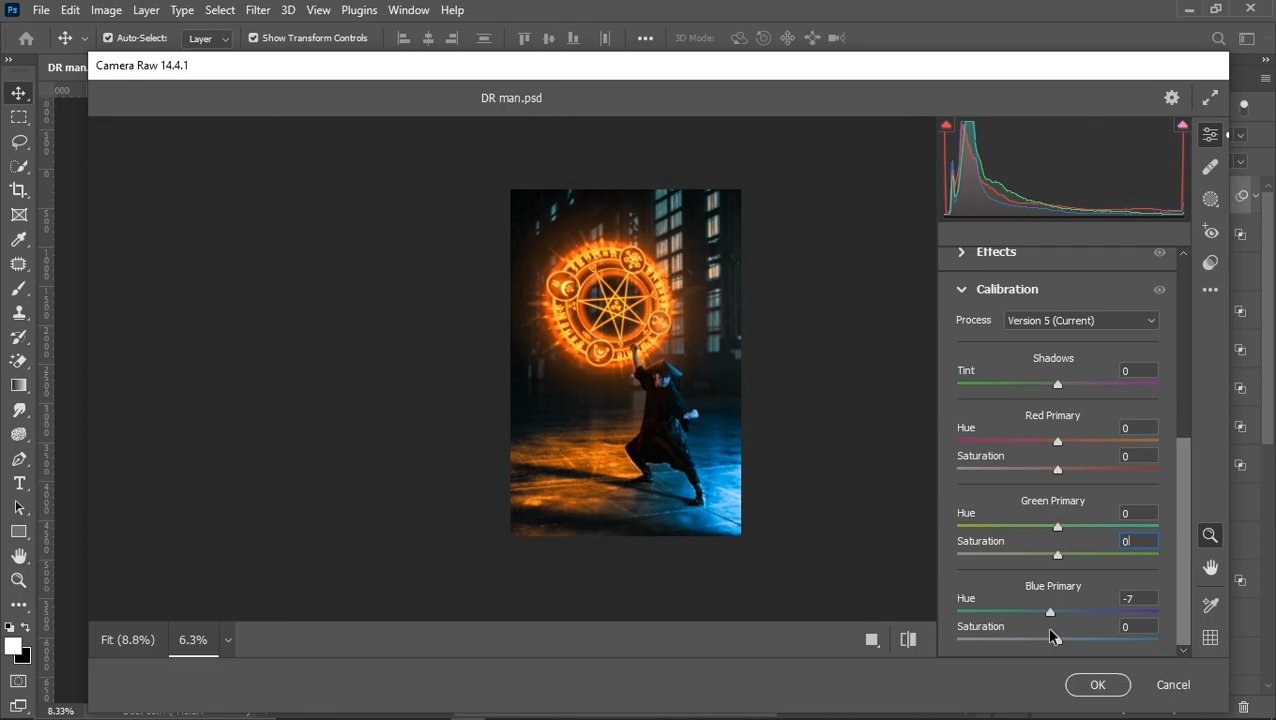 Ps File Edit Image Layer Type Select Filter 3D View Plugins Window Help
Auto-Select: Layer Show Transform Controls 3D Mode:
Camera Raw 14.4.1
DR man.
DR man.psd
Effects
Calibration
Process Version 5 (Current)
Shadows
Tint 0
Red Primary
Hue 0
Saturation 0
Green Primary
Hue 0
Saturation 0
Blue Primary
Hue -7
Saturation 0
Fit (8.8%) 6.3%
OK Cancel
8.33%